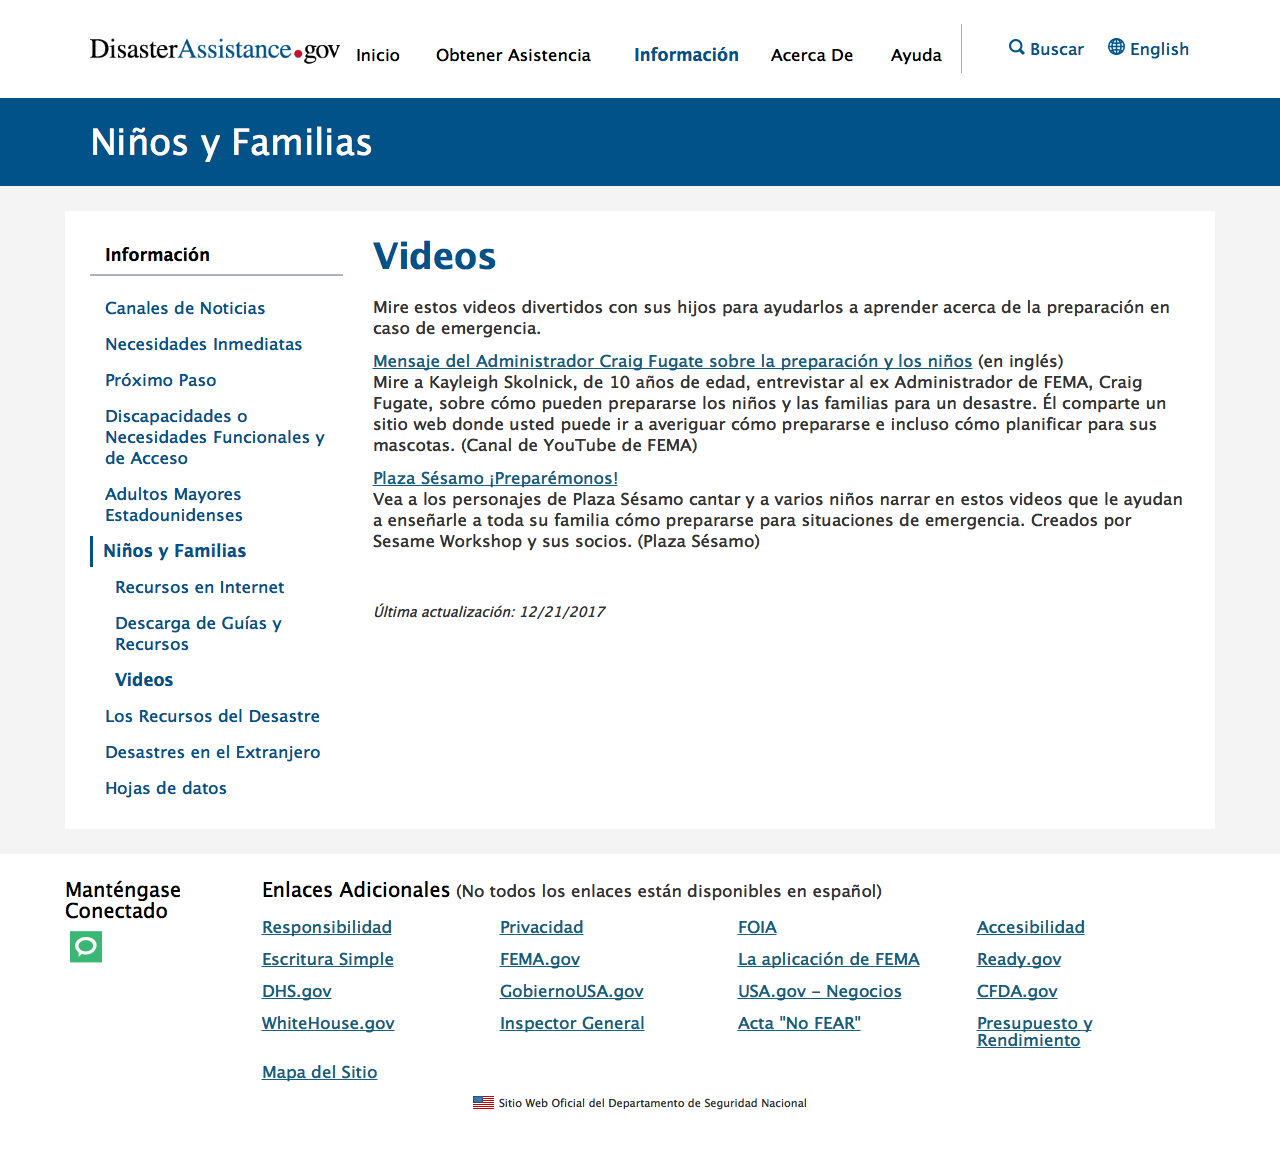 DisasterAssistance.gov
Inicio
Obtener Asistencia
Información
Acerca De
Ayuda
Buscar
English
Niños y Familias
Información
Canales de Noticias
Necesidades Inmediatas
Próximo Paso
Discapacidades o
Necesidades Funcionales y
de Acceso
Adultos Mayores
Estadounidenses
Niños y Familias
Recursos en Internet
Descarga de Guías y
Recursos
Videos
Los Recursos del Desastre
Desastres en el Extranjero
Hojas de datos
Videos
Mire estos videos divertidos con sus hijos para ayudarlos a aprender acerca de la preparación en
caso de emergencia.
Mensaje del Administrador Craig Fugate sobre la preparación y los niños (en inglés)
Mire a Kayleigh Skolnick, de 10 años de edad, entrevistar al ex Administrador de FEMA, Craig
Fugate, sobre cómo pueden prepararse los niños y las familias para un desastre. Él comparte un
sitio web donde usted puede ir a averiguar cómo prepararse e incluso cómo planificar para sus
mascotas. (Canal de YouTube de FEMA)
Plaza Sésamo ¡Preparémonos!
Vea a los personajes de Plaza Sésamo cantar y a varios niños narrar en estos videos que le ayudan
a enseñarle a toda su familia cómo prepararse para situaciones de emergencia. Creados por
Sesame Workshop y sus socios. (Plaza Sésamo)
Última actualización: 12/21/2017
Manténgase
Conectado
Enlaces Adicionales (No todos los enlaces están disponibles en español)
Responsibilidad
Privacidad
FOIA
Accesibilidad
Escritura Simple
FEMA.gov
La aplicación de FEMA
Ready.gov
DHS.gov
GobiernoUSA.gov
USA.gov - Negocios
CFDA.gov
WhiteHouse.gov
Inspector General
Acta "No FEAR"
Presupuesto y
Rendimiento
Mapa del Sitio
Sitio Web Oficial del Departamento de Seguridad Nacional